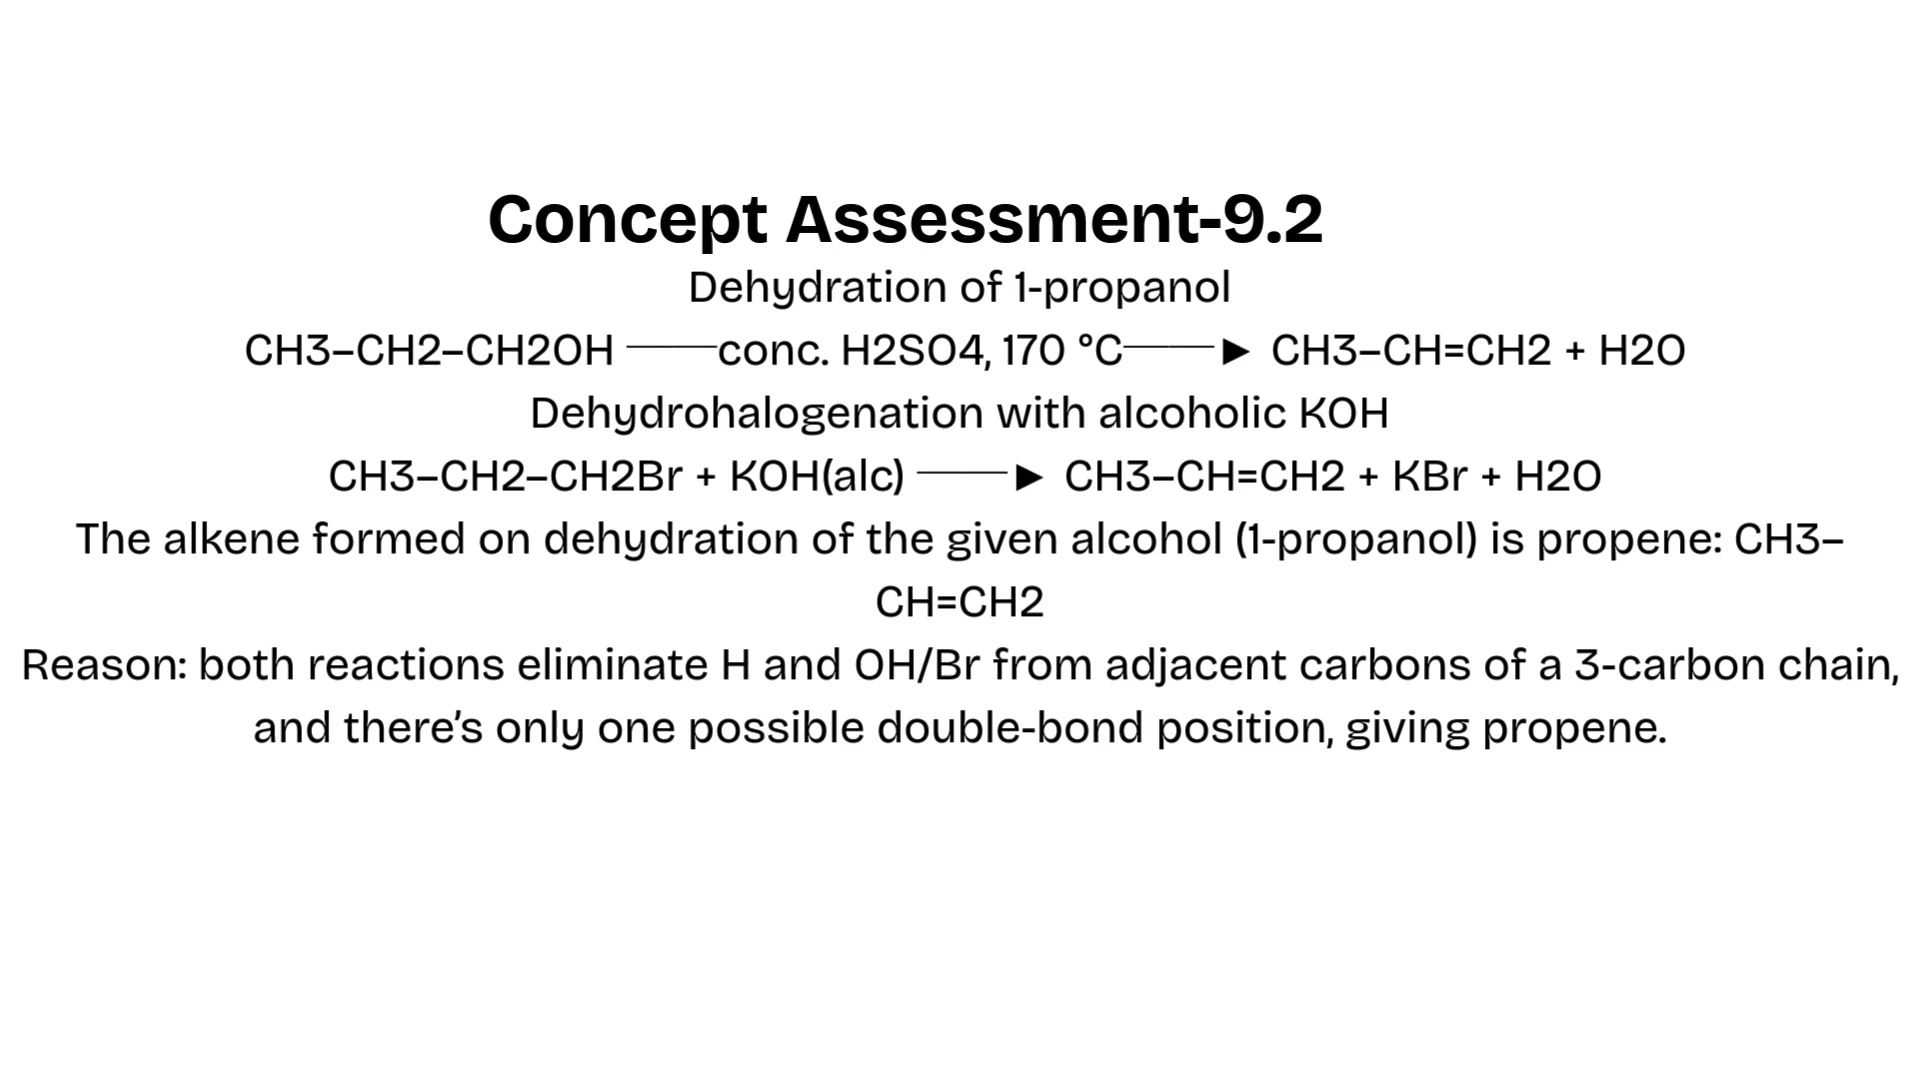 Concept Assessment-9.2
Dehydration of 1-propanol
CH3–CH2–CH2OH ───conc. H2SO4, 170 °C───► CH3–CH=CH2 + H2O
Dehydrohalogenation with alcoholic KOH
CH3–CH2–CH2Br + KOH(alc) ───► CH3–CH=CH2 + KBr + H2O
The alkene formed on dehydration of the given alcohol (1-propanol) is propene: CH3–
CH=CH2
Reason: both reactions eliminate H and OH/Br from adjacent carbons of a 3-carbon chain,
and there’s only one possible double-bond position, giving propene.